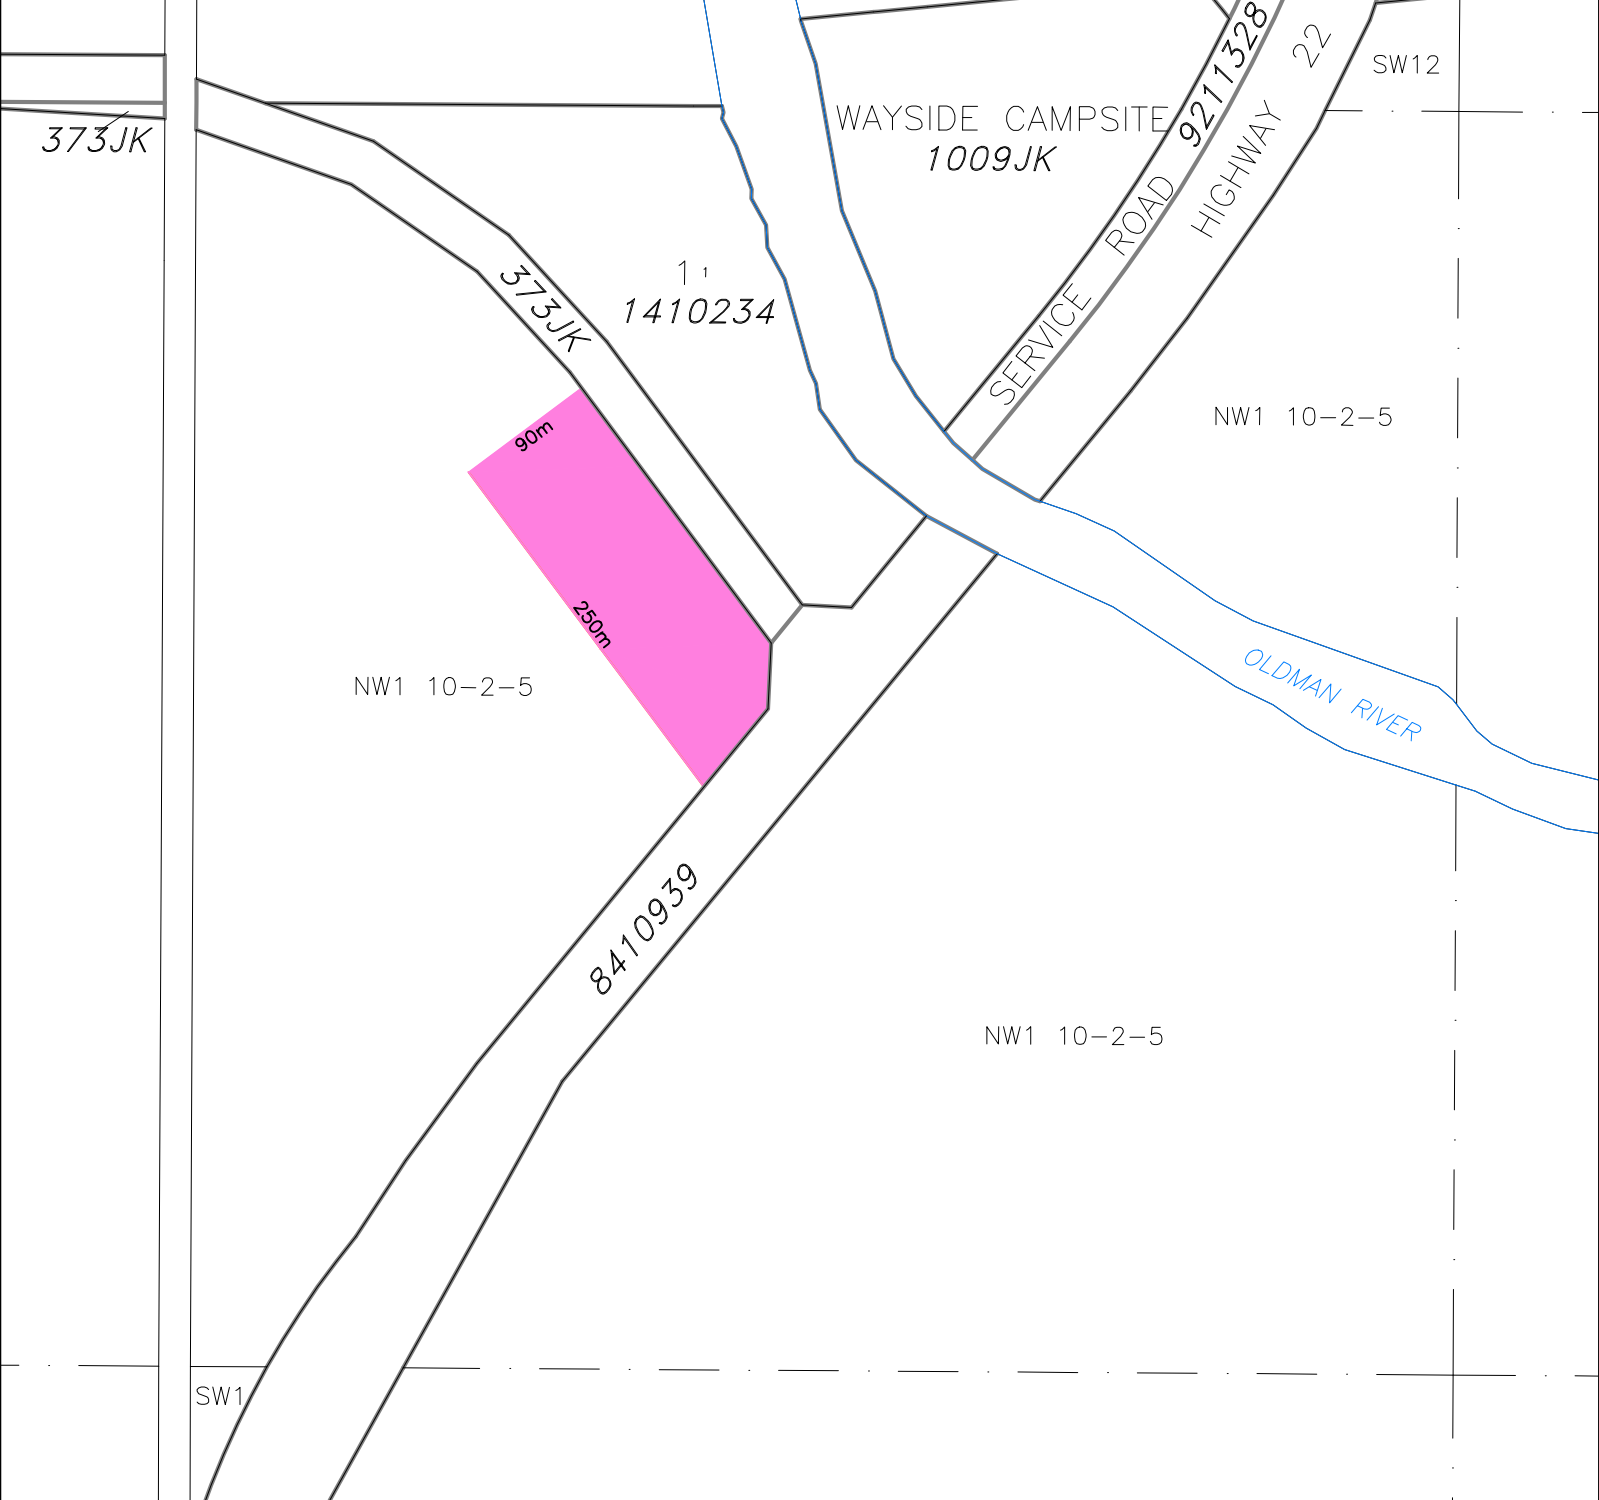 9211328
22
SW12
WAYSIDE CAMPSITE
1009JK
373JK
HIGHWAY
SERVICE ROAD
1 1
1410234
373JK
NW1 10-2-5
90m
250m
NW1 10-2-5
OLDMAN RIVER
8410939
NW1 10-2-5
SW1